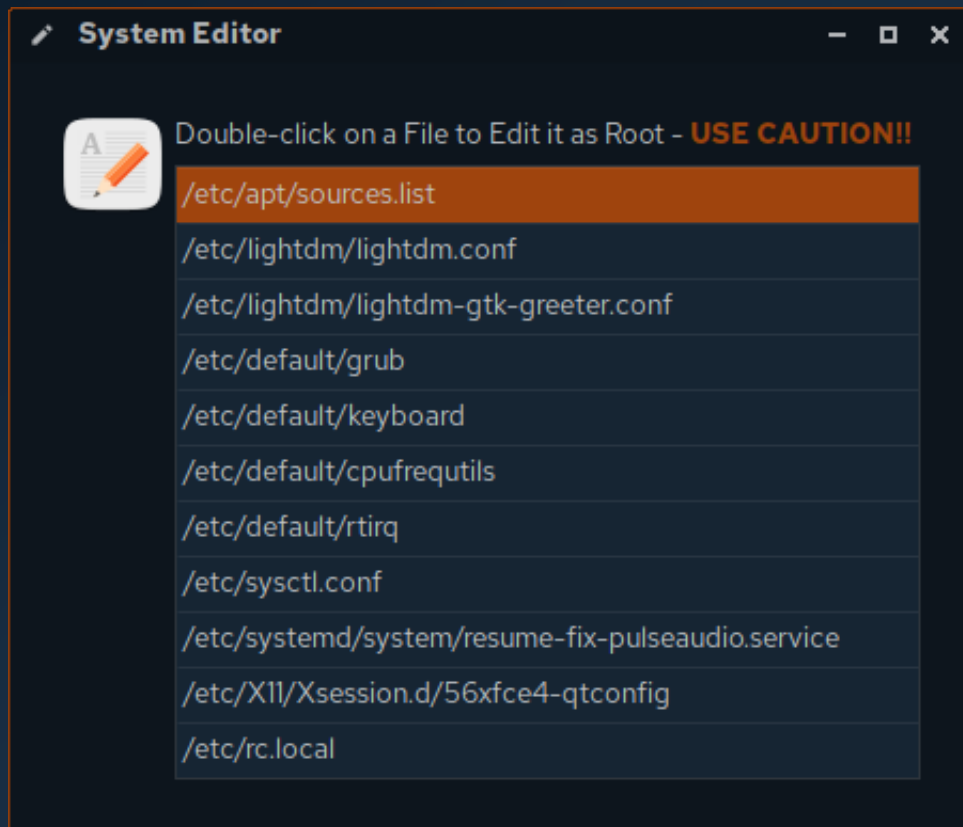 System Editor
Double-click on a File to Edit it as Root - USE CAUTION!!
A
/etc/apt/sources.list
/etc/lightdm/lightdm.conf
/etc/lightdm/lightdm-gtk-greeter.conf
/etc/default/grub
/etc/default/keyboard
/etc/default/cpufrequtils
/etc/default/rtirq
/etc/sysctl.conf
/etc/systemd/system/resume-fix-pulseaudio.service
/etc/X11/Xsession.d/56xfce4-qtconfig
/etc/rc.local